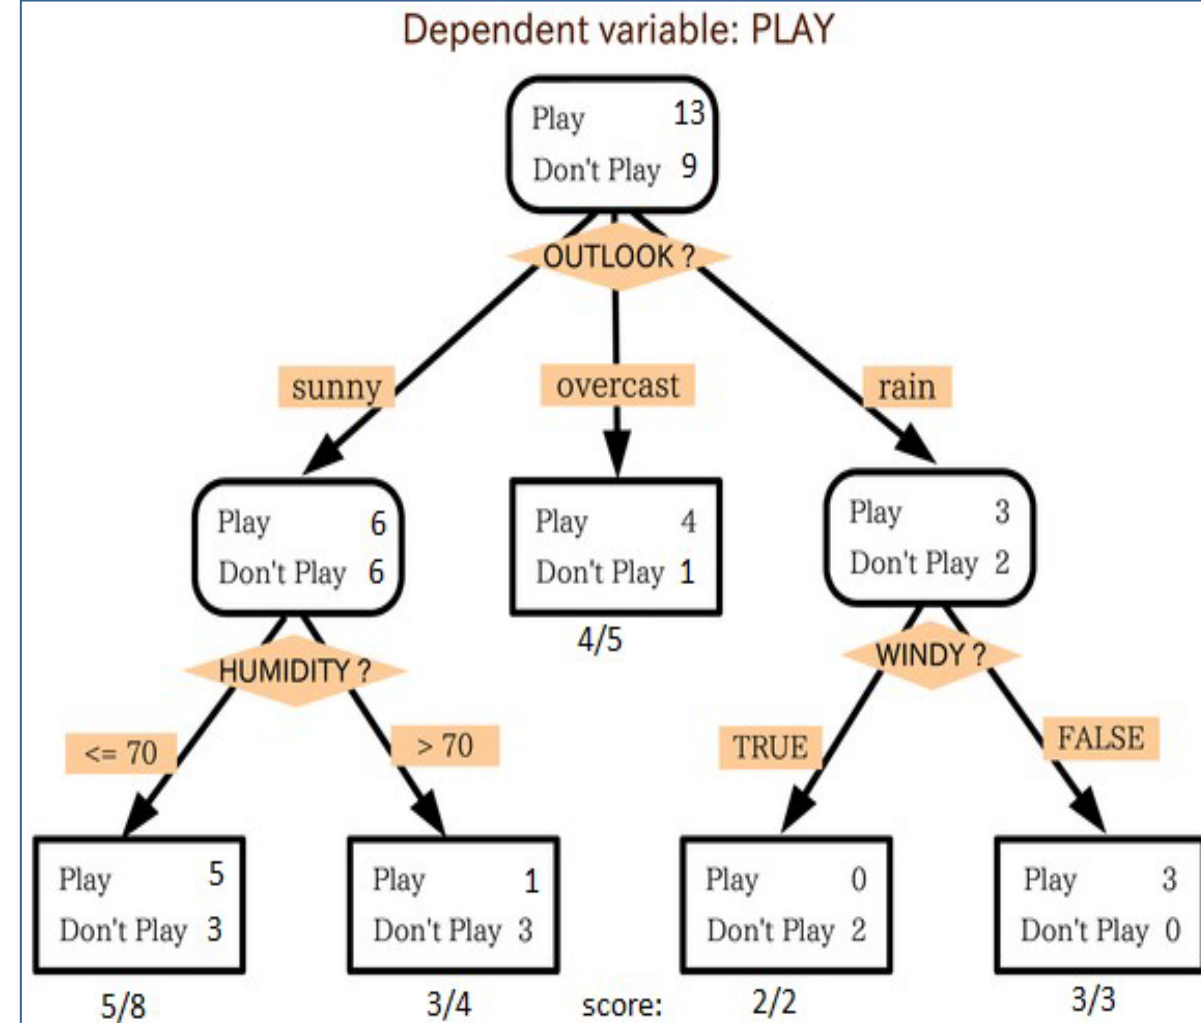 Dependent variable: PLAY
Play 13
Don't Play 9
OUTLOOK ?
sunny
overcast
rain
Play 6
Don't Play 6
Play 4
Don't Play 1
4/5
Play 3
Don't Play 2
HUMIDITY ?
WINDY ?
<= 70
> 70
TRUE
FALSE
Play 5
Don't Play 3
Play 1
Don't Play 3
Play 0
Don't Play 2
Play 3
Don't Play 0
5/8
3/4
score:
2/2
3/3